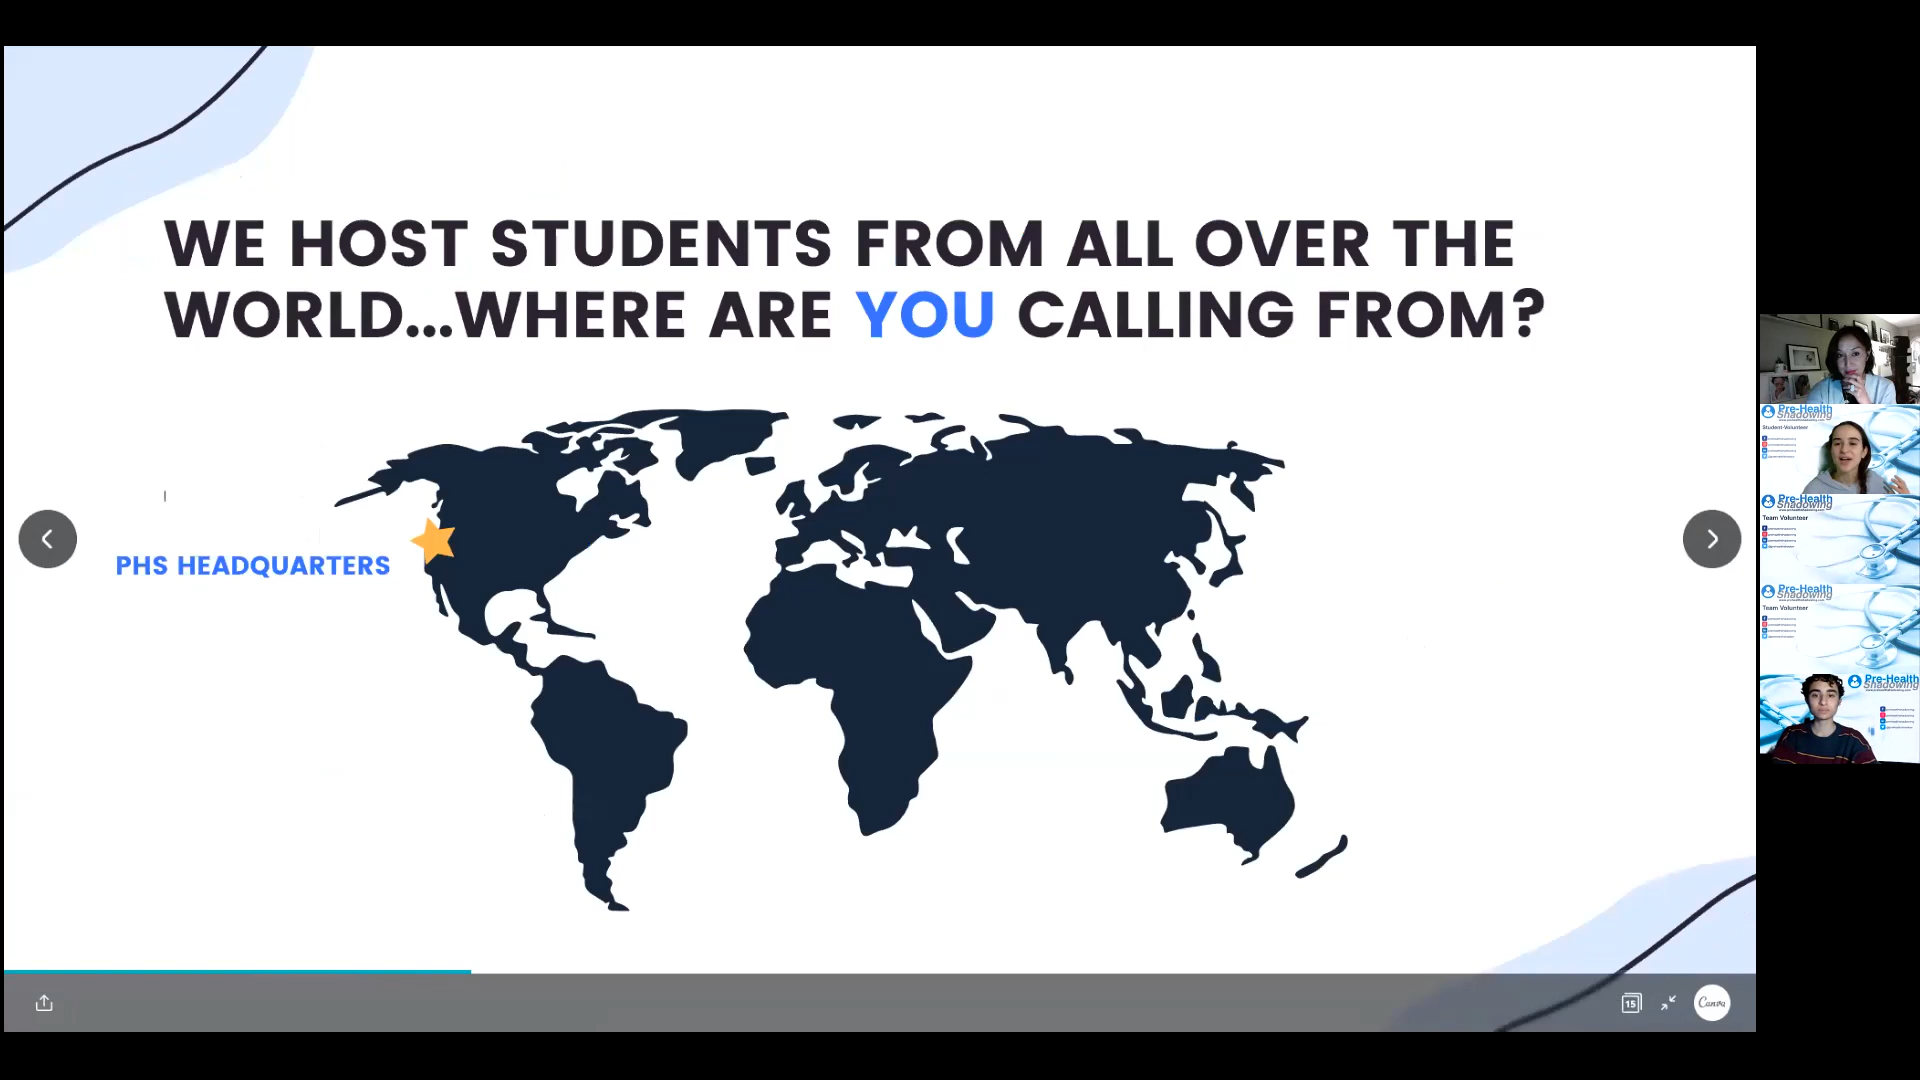 WE HOST STUDENTS FROM ALL OVER THE
WORLD...WHERE ARE YOU CALLING FROM?
PHS HEADQUARTERS
15
Canva
Pre-Health
Shadowing
Student-Volunteer
Pre-Health
Shadowing
Team Volunteer
Pre-Health
Shadowing
Team Volunteer
Pre-Health
Shadowing